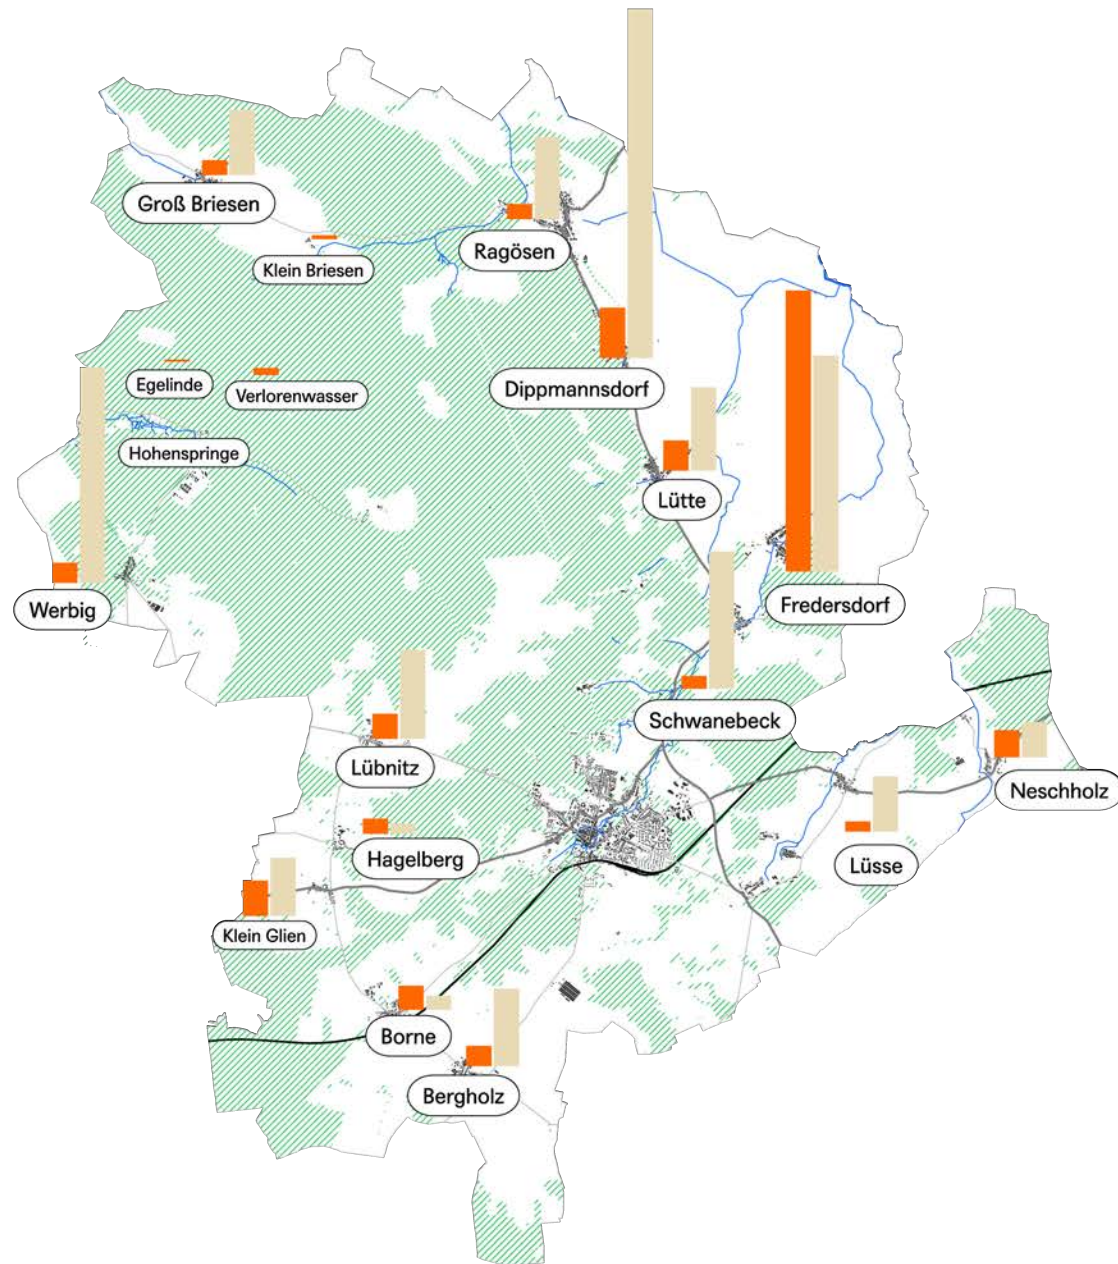 Groß Briesen
Ragösen
Klein Briesen
Egelinde
Verlorenwasser
Dippmannsdorf
Hohenspringe
Lütte
Werbig
Fredersdorf
Schwanebeck
Lübnitz
Neschholz
Hagelberg
Lüsse
Klein Glien
Borne
Bergholz